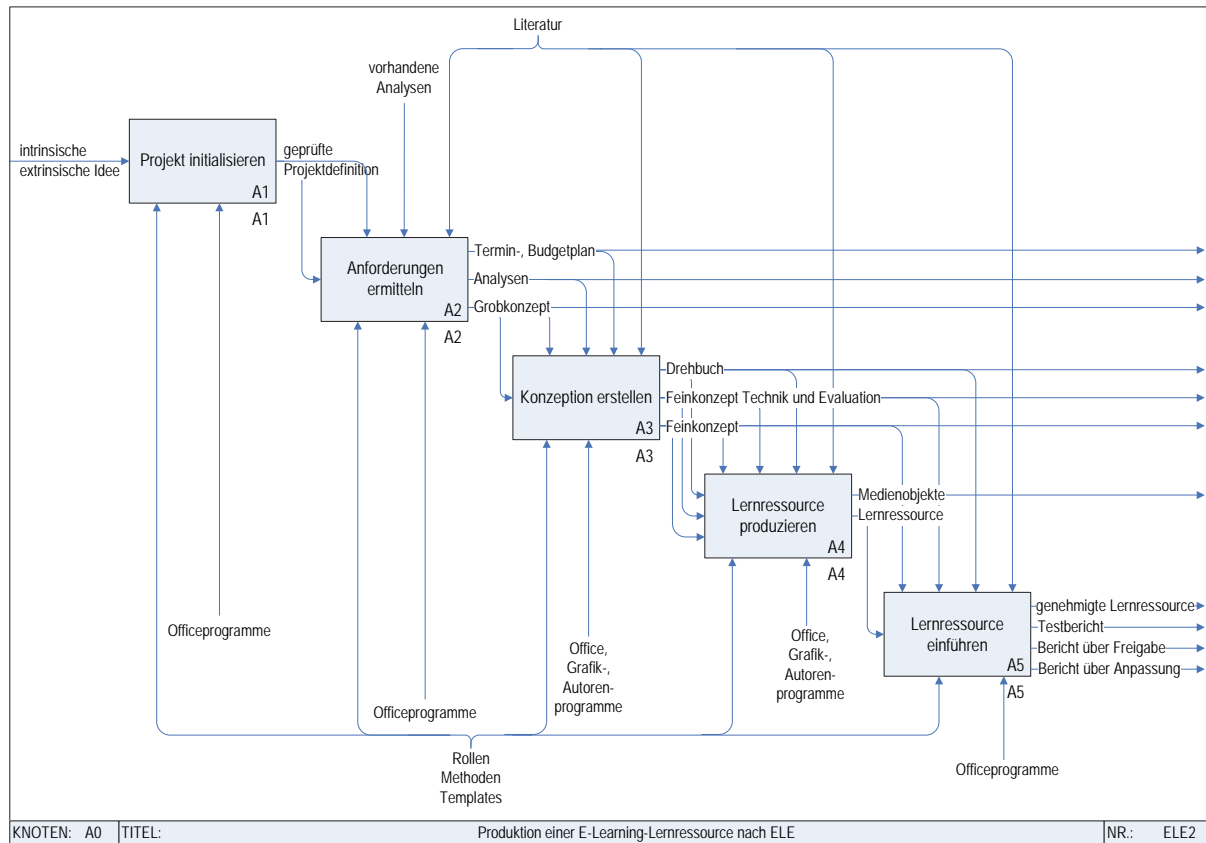 Literatur
vorhandene
Analysen
intrinsische
extrinsische Idee
Projekt initialisieren
A1
A1
geprüfte
Projektdefinition
Anforderungen
ermitteln
A2
A2
Termin-, Budgetplan
Analysen
Grobkonzept
Konzeption erstellen
A3
A3
Drehbuch
Feinkonzept Technik und Evaluation
Feinkonzept
Lernressource
produzieren
A4
A4
Medienobjekte
Lernressource
Lernressource
einführen
A5
A5
genehmigte Lernressource
Testbericht
Bericht über Freigabe
Bericht über Anpassung
Officeprogramme
Officeprogramme
Office,
Grafik-,
Autoren-
programme
Office,
Grafik-,
Autoren-
programme
Officeprogramme
Rollen
Methoden
Templates
KNOTEN: A0 TITEL: Produktion einer E-Learning-Lernressource nach ELE NR.: ELE2